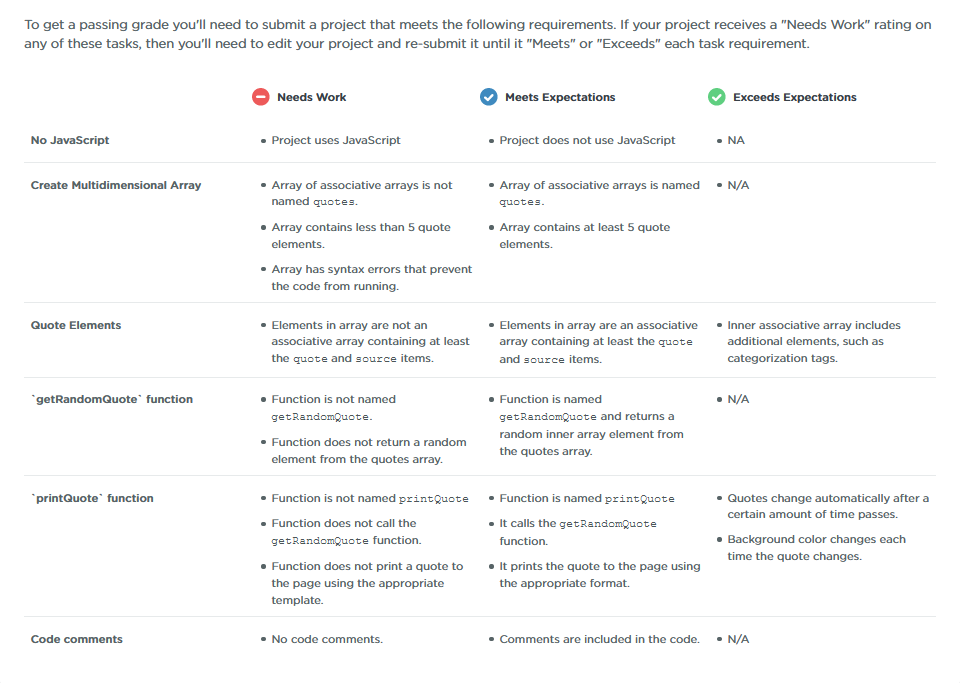 To get a passing grade you'll need to submit a project that meets the following requirements. If your project receives a "Needs Work" rating on
any of these tasks, then you'll need to edit your project and re-submit it until it "Meets" or "Exceeds" each task requirement.
Needs Work
Meets Expectations
Exceeds Expectations
No JavaScript
• Project uses JavaScript
• Project does not use JavaScript
• NA
Create Multidimensional Array
• Array of associative arrays is not
named quotes.
• Array contains less than 5 quote
elements.
• Array has syntax errors that prevent
the code from running.
• Array of associative arrays is named
quotes.
• Array contains at least 5 quote
elements.
• N/A
Quote Elements
• Elements in array are not an
associative array containing at least
the quote and source items.
• Elements in array are an associative
array containing at least the quote
and source items.
• Inner associative array includes
additional elements, such as
categorization tags.
`getRandomQuote` function
• Function is not named
getRandomQuote.
• Function does not return a random
element from the quotes array.
• Function is named
getRandomQuote and returns a
random inner array element from
the quotes array.
• N/A
`printQuote` function
• Function is not named printQuote
• Function does not call the
getRandomQuote function.
• Function does not print a quote to
the page using the appropriate
template.
• Function is named printQuote
• It calls the getRandomQuote
function.
• It prints the quote to the page using
the appropriate format.
• Quotes change automatically after a
certain amount of time passes.
• Background color changes each
time the quote changes.
Code comments
• No code comments.
• Comments are included in the code.
• N/A